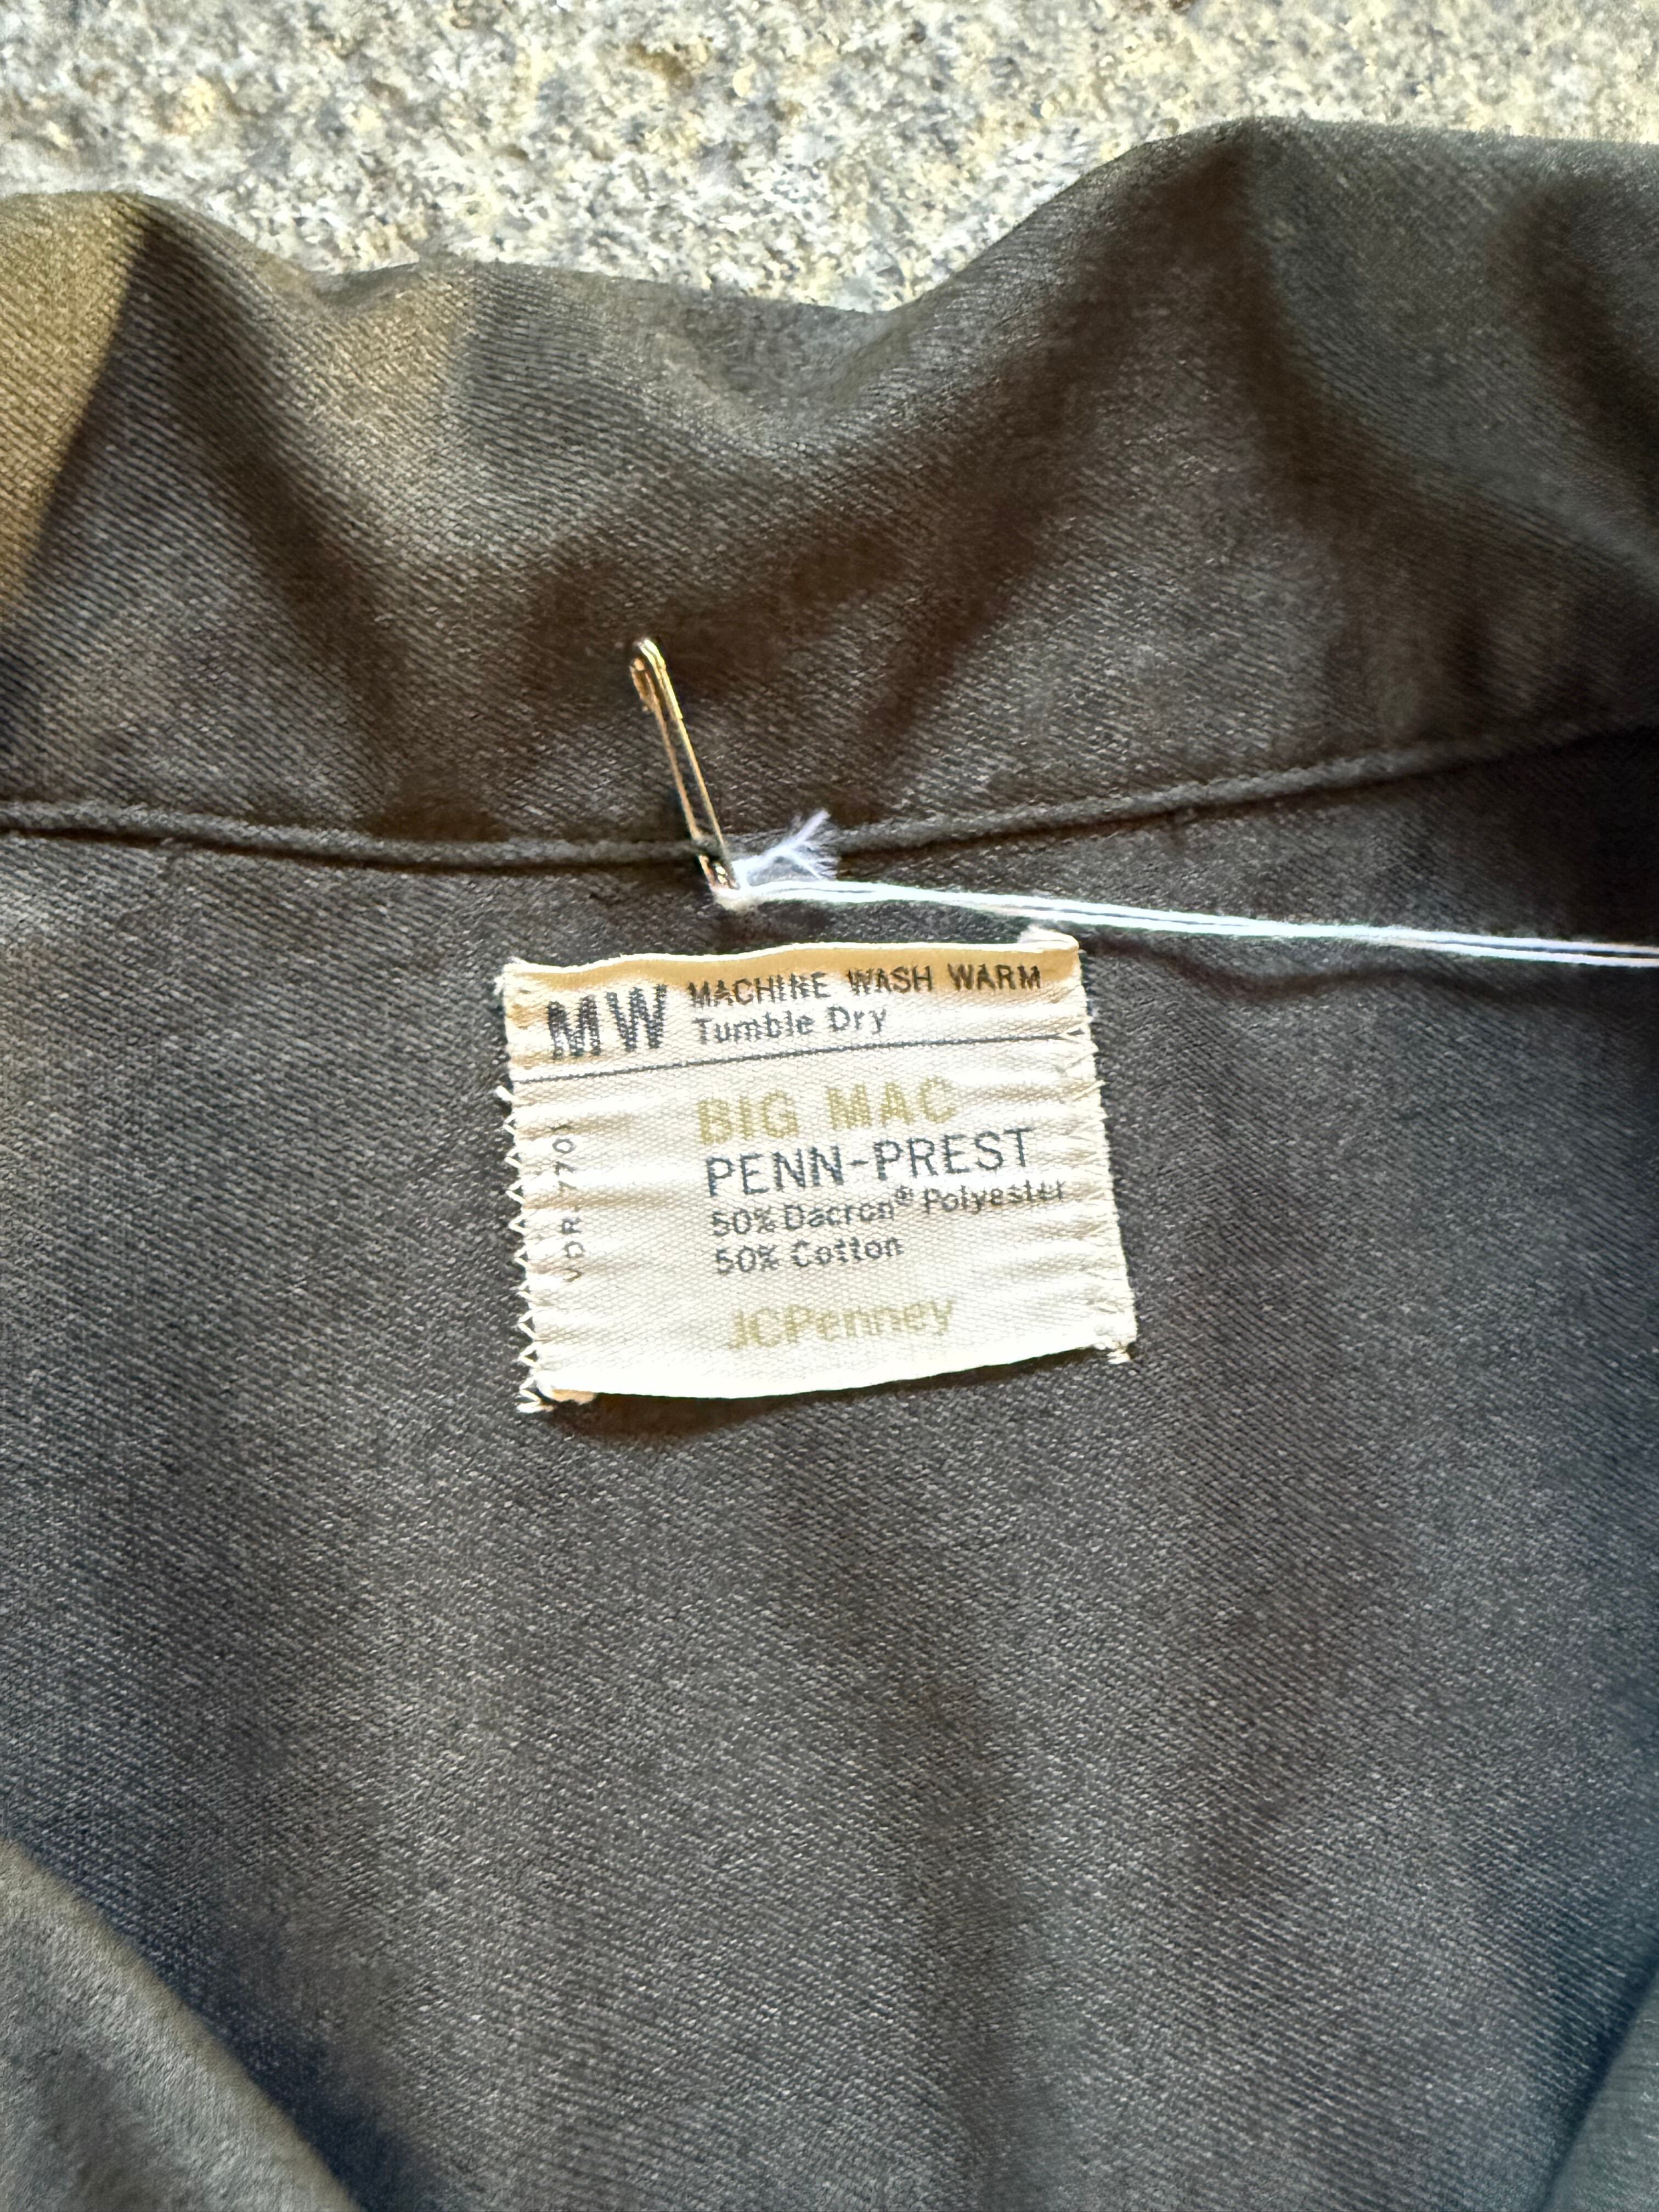 MW MACHINE WASH WARM
Tumble Dry
BIG MAC
PENN-PREST
50% Dacron® Polyester
50% Cotton
JCPenney